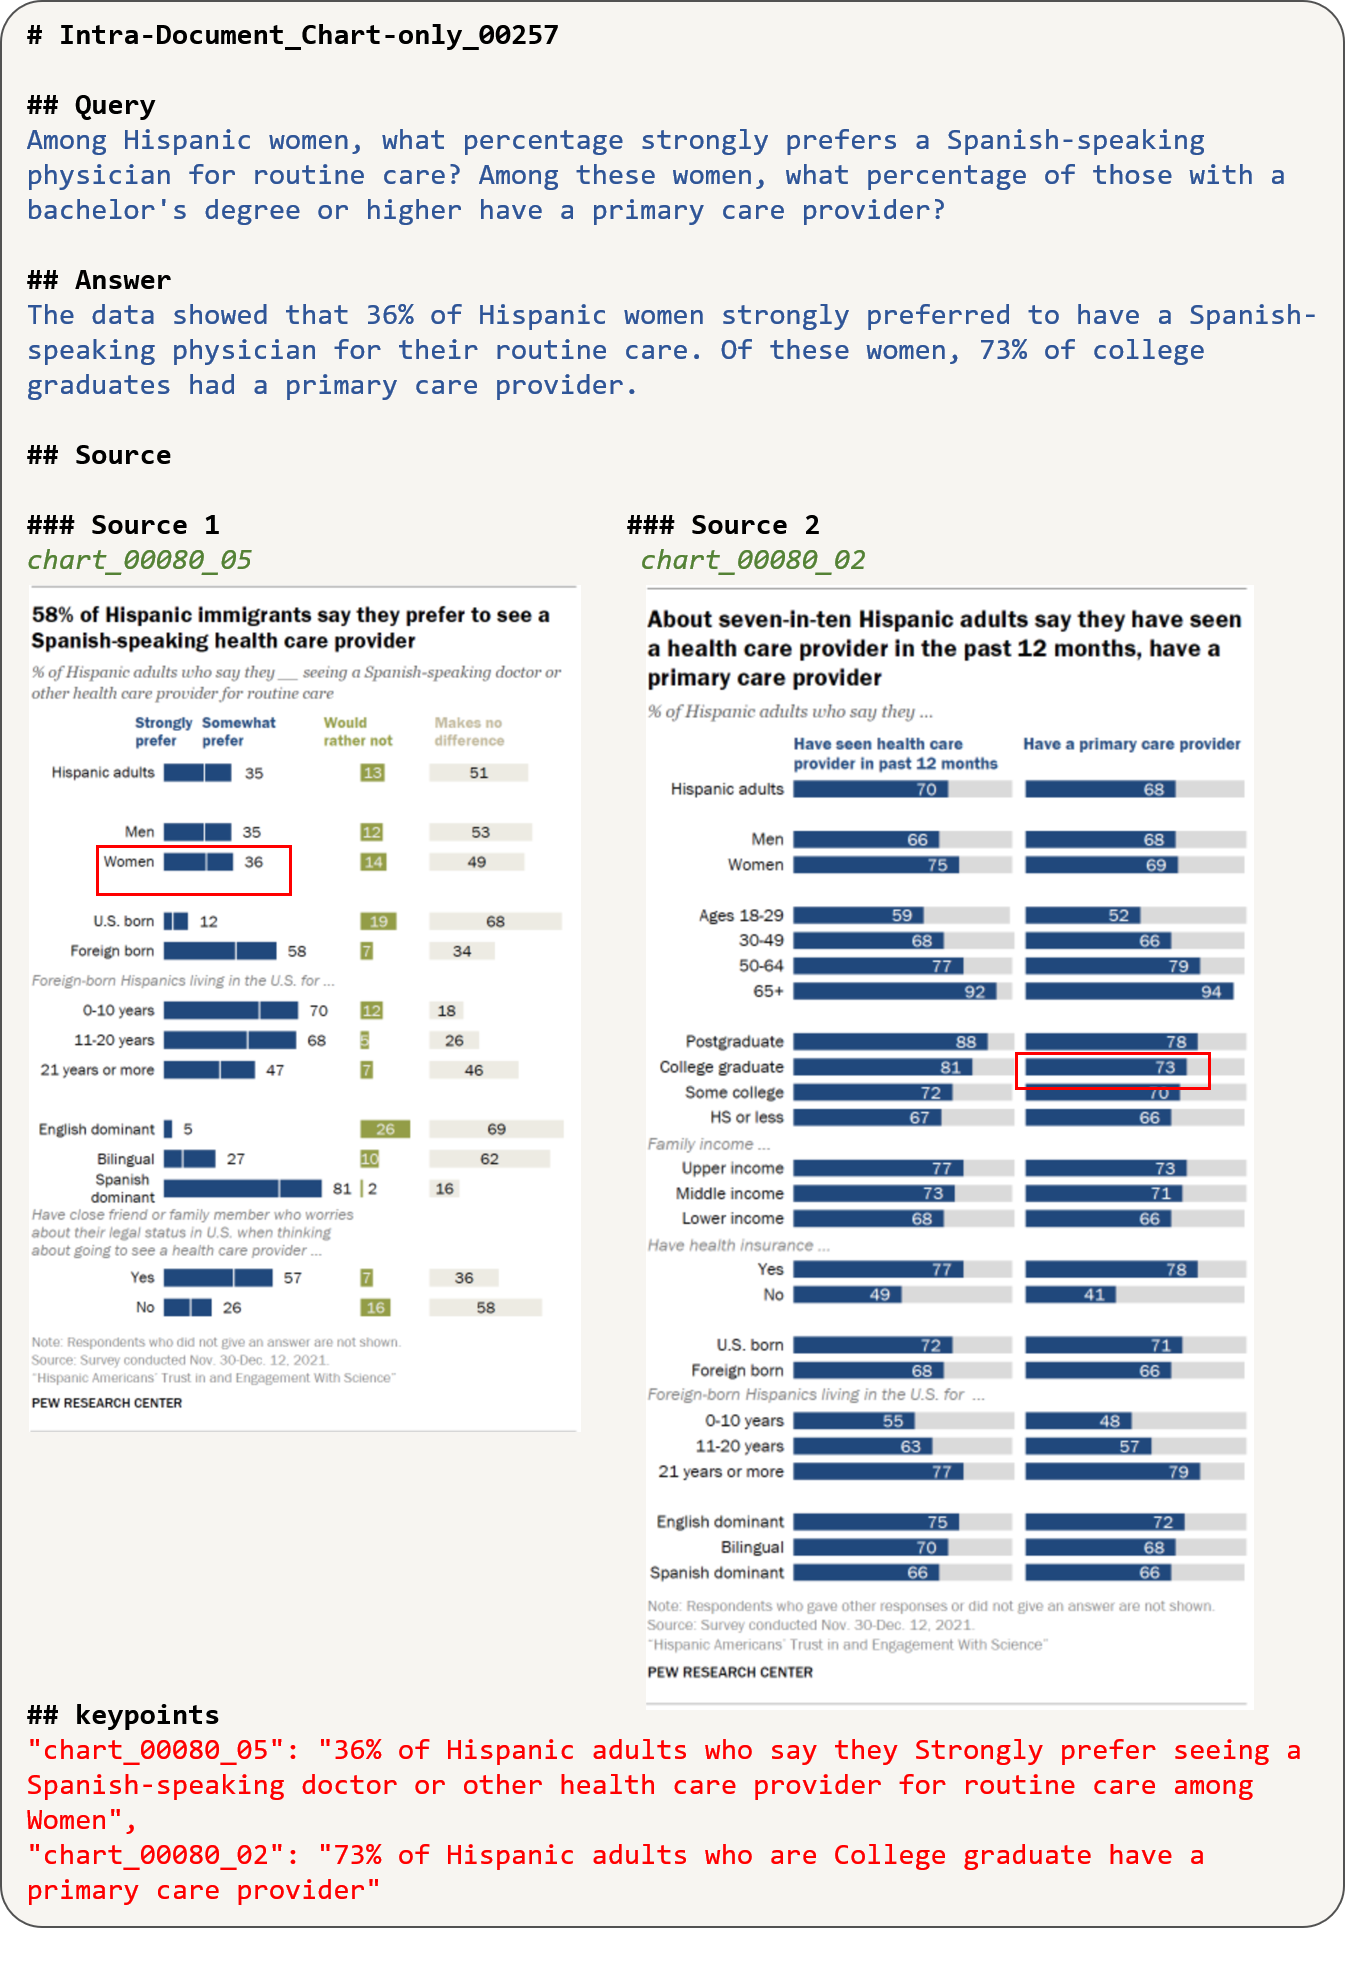 # Intra-Document_Chart-only_00257
## Query
Among Hispanic women, what percentage strongly prefers a Spanish-speaking
physician for routine care? Among these women, what percentage of those with a
bachelor's degree or higher have a primary care provider?
## Answer
The data showed that 36% of Hispanic women strongly preferred to have a Spanish-
speaking physician for their routine care. Of these women, 73% of college
graduates had a primary care provider.
## Source
### Source 1
chart_00080_05
58% of Hispanic immigrants say they prefer to see a
Spanish-speaking health care provider
% of Hispanic adults who say they __ seeing a Spanish-speaking doctor or
other health care provider for routine care
Strongly prefer Somewhat prefer Would rather not Makes no difference
Hispanic adults 35 13 51
Men 35 12 53
Women 36 14 49
U.S. born 12 19 68
Foreign born 58 7 34
Foreign-born Hispanics living in the U.S. for ...
0-10 years 70 12 18
11-20 years 68 5 26
21 years or more 47 7 46
English dominant 5 26 69
Bilingual 27 10 62
Spanish dominant 81 2 16
Have close friend or family member who worries
about their legal status in U.S. when thinking
about going to see a health care provider ...
Yes 57 7 36
No 26 16 58
Note: Respondents who did not give an answer are not shown.
Source: Survey conducted Nov. 30-Dec. 12, 2021.
"Hispanic Americans' Trust in and Engagement With Science"
PEW RESEARCH CENTER
### Source 2
chart_00080_02
About seven-in-ten Hispanic adults say they have seen
a health care provider in the past 12 months, have a
primary care provider
% of Hispanic adults who say they ...
Have seen health care provider in past 12 months Have a primary care provider
Hispanic adults 70 68
Men 66 68
Women 75 69
Ages 18-29 59 52
30-49 68 66
50-64 77 79
65+ 92 94
Postgraduate 88 78
College graduate 81 73
Some college 72 70
HS or less 67 66
Family income ...
Upper income 77 73
Middle income 73 71
Lower income 68 66
Have health insurance ...
Yes 77 78
No 49 41
U.S. born 72 71
Foreign born 68 66
Foreign-born Hispanics living in the U.S. for ...
0-10 years 55 48
11-20 years 63 57
21 years or more 77 79
English dominant 75 72
Bilingual 70 68
Spanish dominant 66 66
Note: Respondents who gave other responses or did not give an answer are not shown.
Source: Survey conducted Nov. 30-Dec. 12, 2021.
"Hispanic Americans' Trust in and Engagement With Science"
PEW RESEARCH CENTER
## keypoints
"chart_00080_05": "36% of Hispanic adults who say they Strongly prefer seeing a
Spanish-speaking doctor or other health care provider for routine care among
Women",
"chart_00080_02": "73% of Hispanic adults who are College graduate have a
primary care provider"